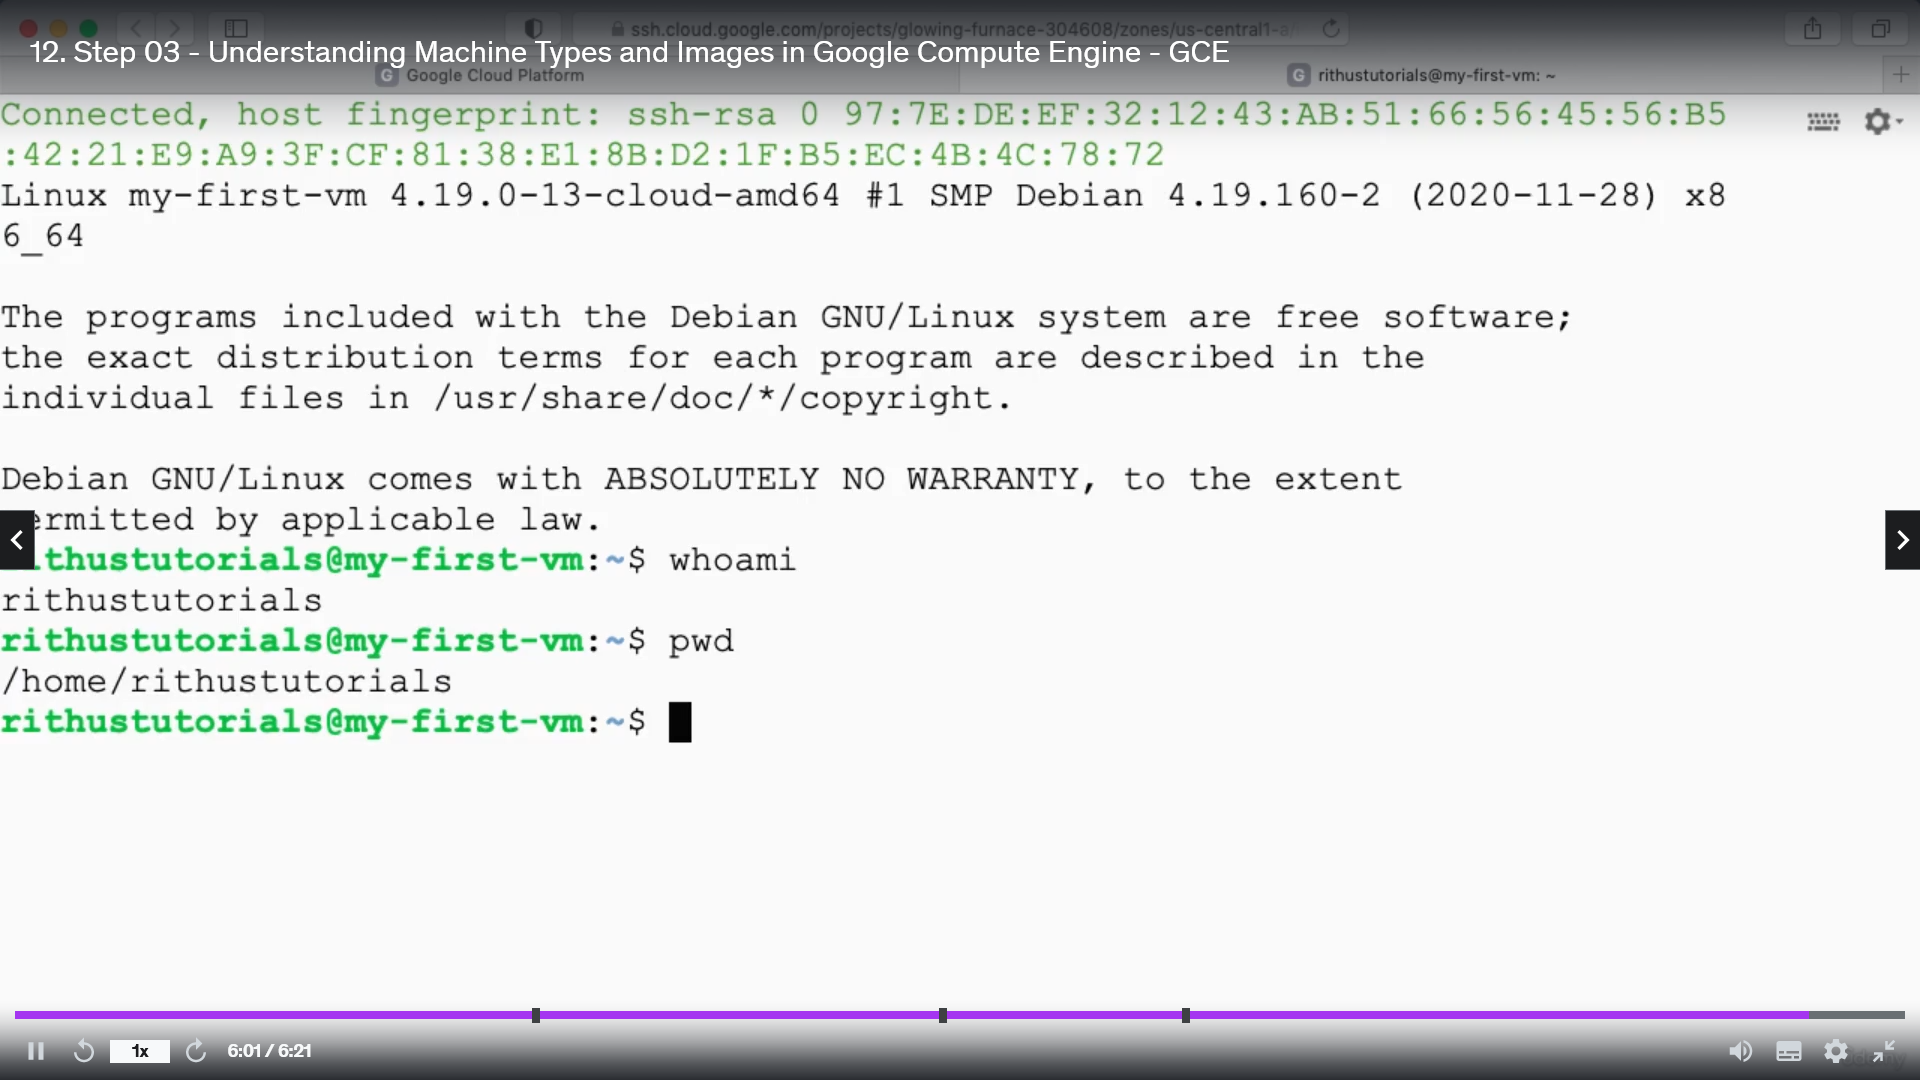 ssh.cloud.google.com/projects/glowing-furnace-304608/zones/us-central1-a/
12. Step 03 - Understanding Machine Types and Images in Google Compute Engine - GCE
G Google Cloud Platform
G rithustutorials@my-first-vm: ~
Connected, host fingerprint: ssh-rsa 0 97:7E:DE:EF:32:12:43:AB:51:66:56:45:56:B5
:42:21:E9:A9:3F:CF:81:38:E1:8B:D2:1F:B5:EC:4B:4C:78:72
Linux my-first-vm 4.19.0-13-cloud-amd64 #1 SMP Debian 4.19.160-2 (2020-11-28) x8
6_64
The programs included with the Debian GNU/Linux system are free software;
the exact distribution terms for each program are described in the
individual files in /usr/share/doc/*/copyright.
Debian GNU/Linux comes with ABSOLUTELY NO WARRANTY, to the extent
ermitted by applicable law.
ithustutorials@my-first-vm:~$ whoami
rithustutorials
rithustutorials@my-first-vm:~$ pwd
/home/rithustutorials
rithustutorials@my-first-vm:~$
1x
6:01 / 6:21